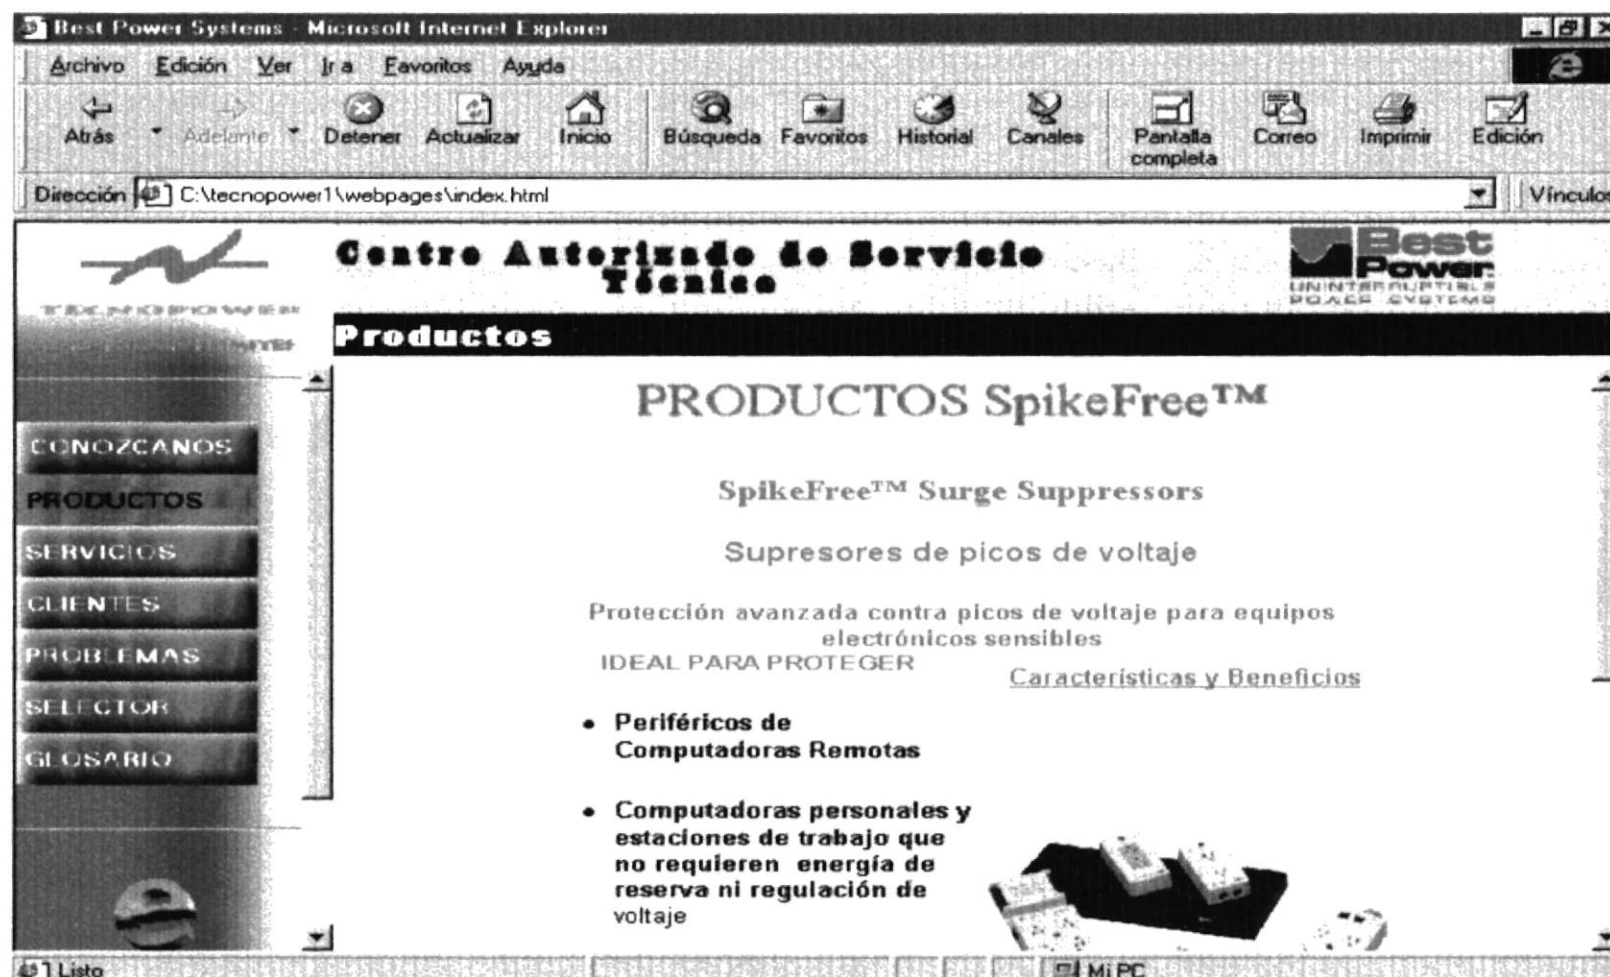 Best Power Systems - Microsoft Internet Explorer
Archivo Edición Ver Ir a Favoritos Ayuda
Atrás Adelante Detener Actualizar Inicio Búsqueda Favoritos Historial Canales Pantalla completa Correo Imprimir Edición
Dirección C:\tecnopower1\webpages\index.html Vínculos
TECNOPOWER
Centro Autorizado de Servicio
Técnico
Best
Power
UNINTERRUPTIBLE
POWER SYSTEMS
Productos
CONOZCANOS
PRODUCTOS
SERVICIOS
CLIENTES
PROBLEMAS
SELECTOR
GLOSARIO
PRODUCTOS SpikeFree™
SpikeFree™ Surge Suppressors
Supresores de picos de voltaje
Protección avanzada contra picos de voltaje para equipos
electrónicos sensibles
IDEAL PARA PROTEGER
Características y Beneficios
• Periféricos de
Computadoras Remotas
• Computadoras personales y
estaciones de trabajo que
no requieren energía de
reserva ni regulación de
voltaje
Listo
Mi PC